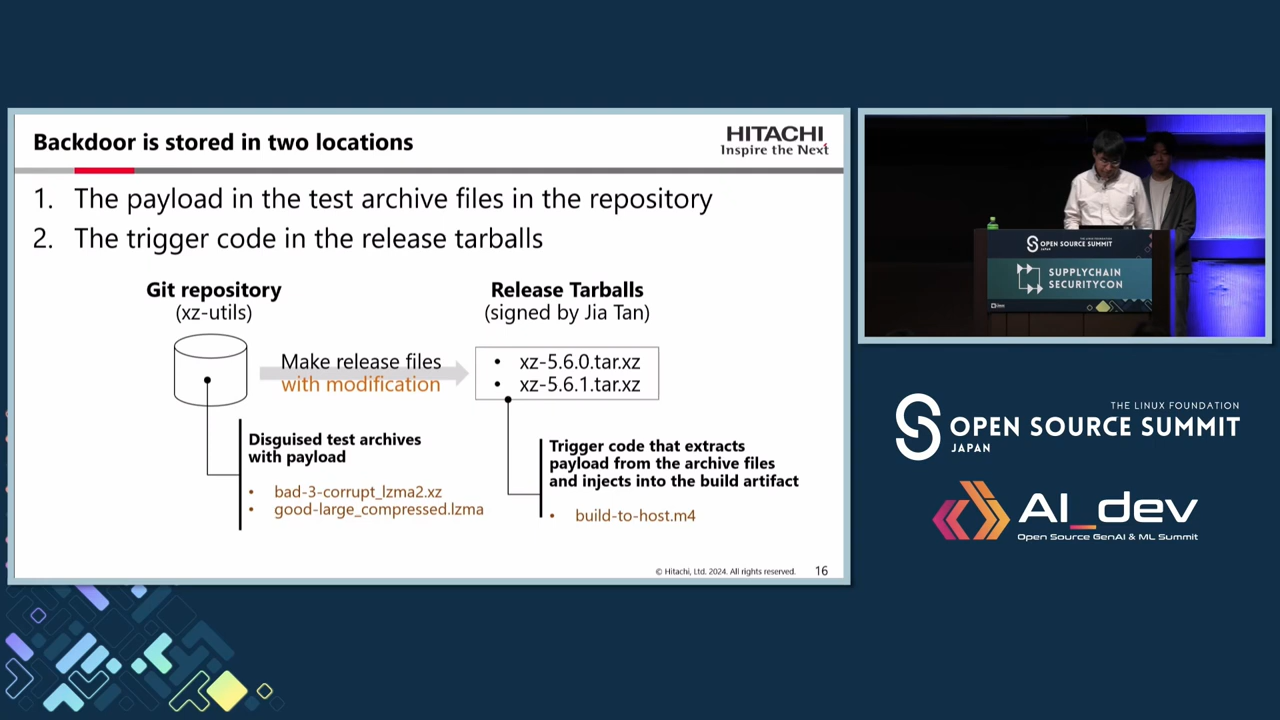 Backdoor is stored in two locations
HITACHI
Inspire the Next
1. The payload in the test archive files in the repository
2. The trigger code in the release tarballs
Git repository
(xz-utils)
Make release files
with modification
Release Tarballs
(signed by Jia Tan)
• xz-5.6.0.tar.xz
• xz-5.6.1.tar.xz
Disguised test archives
with payload
• bad-3-corrupt_lzma2.xz
• good-large_compressed.lzma
Trigger code that extracts
payload from the archive files
and injects into the build artifact
• build-to-host.m4
© Hitachi, Ltd. 2024. All rights reserved.
16
OPEN SOURCE SUMMIT
JAPAN
SUPPLYCHAIN
SECURITYCON
THE LINUX FOUNDATION
OPEN SOURCE SUMMIT
JAPAN
AI_dev
Open Source GenAI & ML Summit